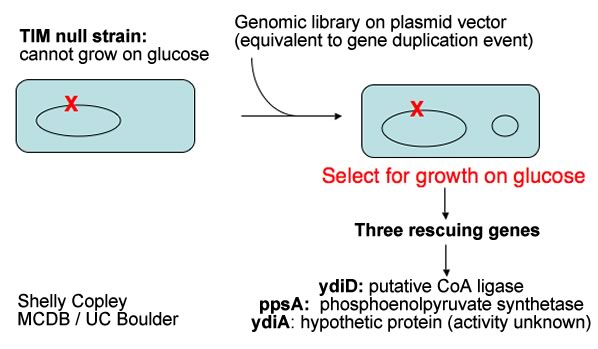 TIM null strain:
cannot grow on glucose
Genomic library on plasmid vector
(equivalent to gene duplication event)
X
X
Select for growth on glucose
Three rescuing genes
ydiD: putative CoA ligase
ppsA: phosphoenolpyruvate synthetase
ydiA: hypothetic protein (activity unknown)
Shelly Copley
MCDB / UC Boulder